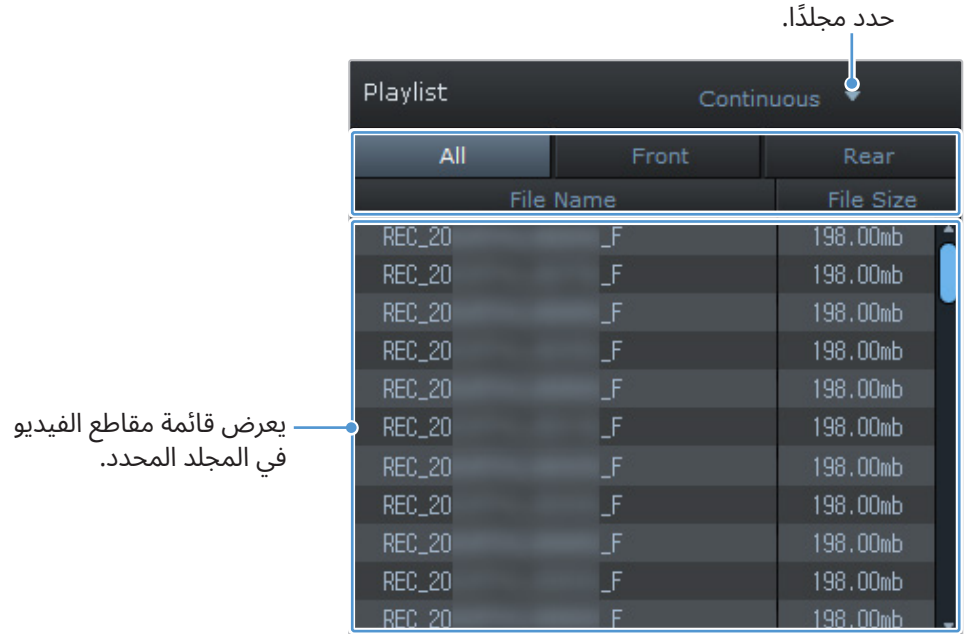 حدد مجلدًا.
Playlist Continuous
All Front Rear
File Name File Size
REC_20 _F 198.00mb
REC_20 _F 198.00mb
REC_20 _F 198.00mb
REC_20 _F 198.00mb
REC_20 _F 198.00mb
REC_20 _F 198.00mb
REC_20 _F 198.00mb
REC_20 _F 198.00mb
REC_20 _F 198.00mb
REC_20 _F 198.00mb
REC_20 _F 198.00mb
يعرض قائمة مقاطع الفيديو
في المجلد المحدد.